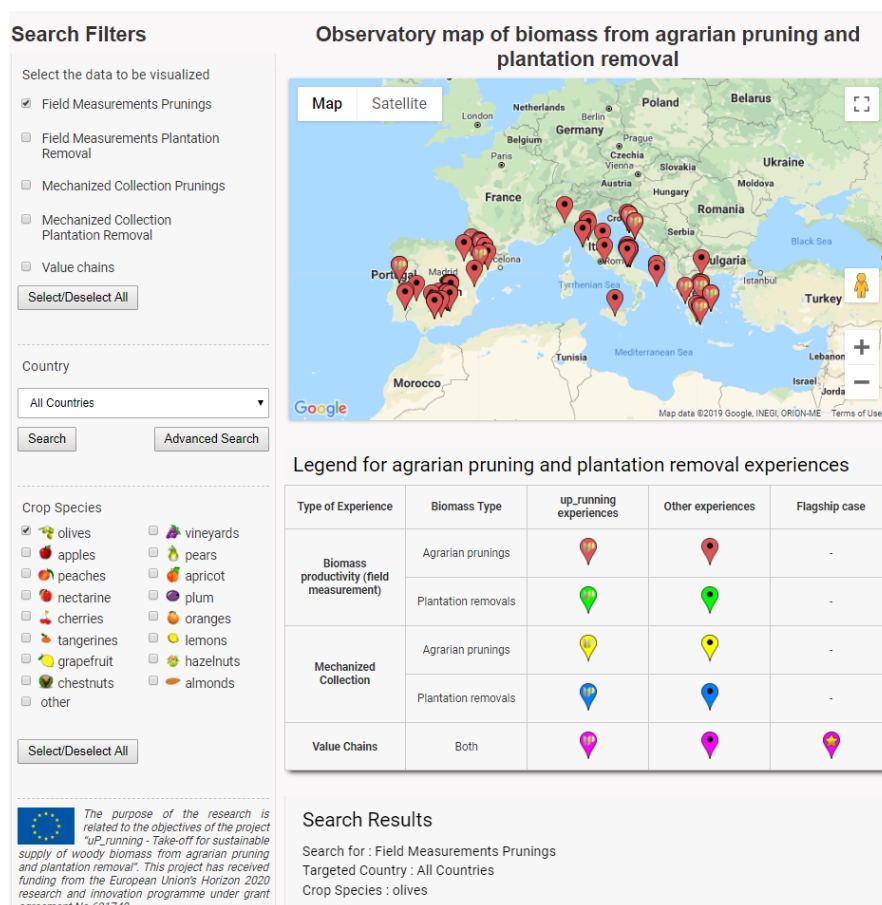 Search Filters
Select the data to be visualized
Field Measurements Prunings
Field Measurements Plantation
Removal
Mechanized Collection Prunings
Mechanized Collection
Plantation Removal
Value chains
Select/Deselect All
Country
All Countries
Search
Advanced Search
Crop Species
olives
vineyards
apples
pears
peaches
apricot
nectarine
plum
cherries
oranges
tangerines
lemons
grapefruit
hazelnuts
chestnuts
almonds
other
Select/Deselect All
The purpose of the research is
related to the objectives of the project
"uP_running - Take-off for sustainable
supply of woody biomass from agrarian pruning
and plantation removal". This project has received
funding from the European Union's Horizon 2020
research and innovation programme under grant
Observatory map of biomass from agrarian pruning and
plantation removal
Map
Satellite
Netherlands
London
Berlin
Poland
Belarus
Belgium
Germany
Prague
Paris
Czechia
Vienna
Slovakia
Ukraine
Austria
Hungary
Moldova
France
Romania
Serbia
Black Sea
Madrid
Istanbul
Tyrrhenian Sea
Turkey
Tunisia
Mediterranean Sea
Lebanon
Israel
Morocco
Google
Map data ©2019 Google, INEGI, ORION-ME
Terms of Use
Legend for agrarian pruning and plantation removal experiences
Type of Experience
Biomass Type
up_running
experiences
Other experiences
Flagship case
Biomass
productivity (field
measurement)
Agrarian prunings
-
Plantation removals
-
Mechanized
Collection
Agrarian prunings
-
Plantation removals
-
Value Chains
Both
Search Results
Search for : Field Measurements Prunings
Targeted Country : All Countries
Crop Species : olives